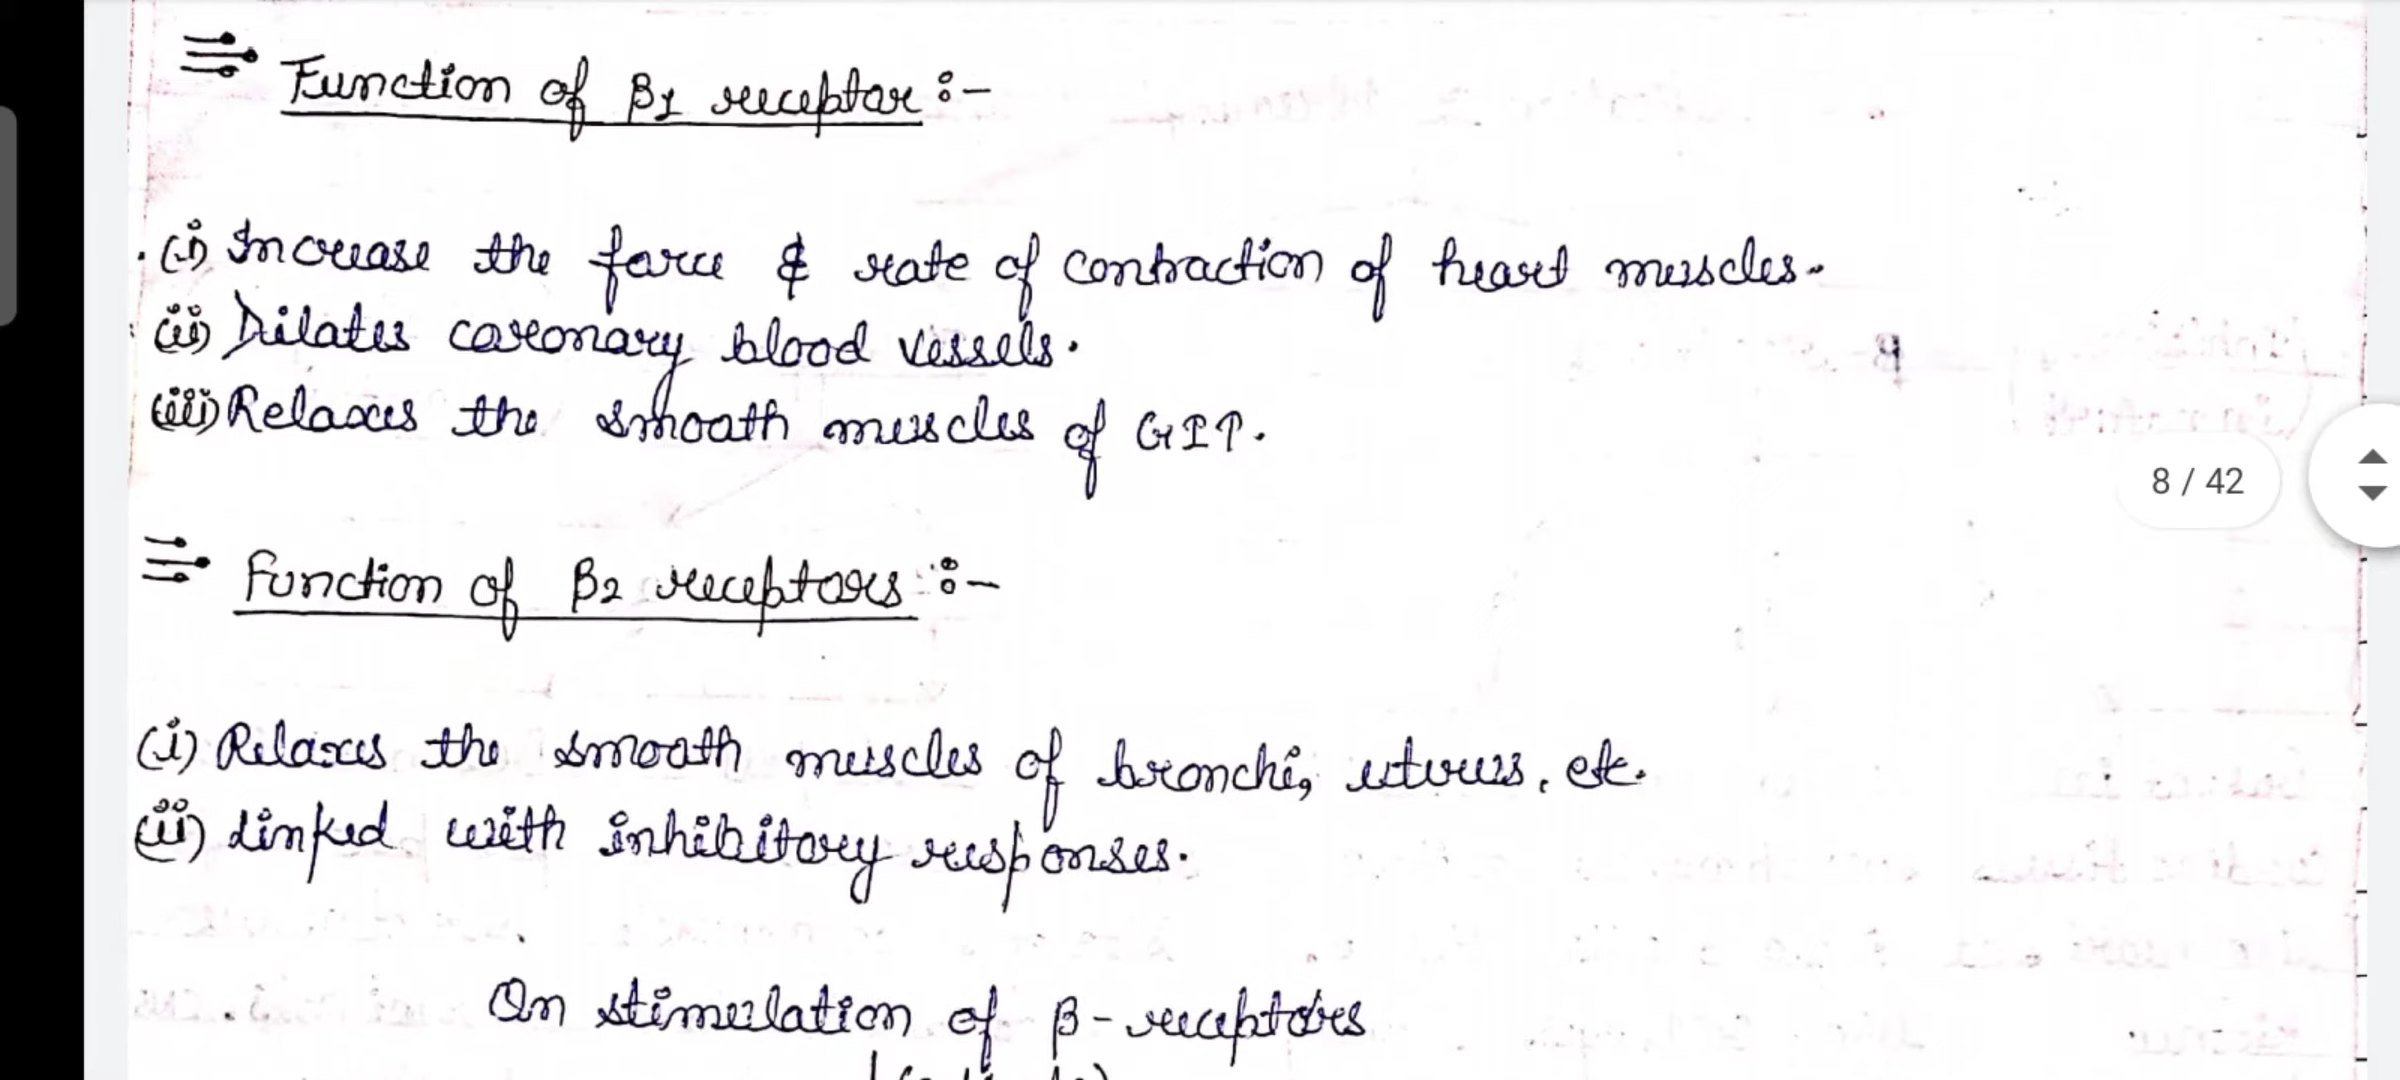 ⇒ Function of β1 receptor :-
(i) Increase the force & rate of contraction of heart muscles.
(ii) Dilates coronary blood vessels.
(iii) Relaxes the smooth muscles of GIT.
8 / 42
⇒ Function of β2 receptors :-
(i) Relaxes the smooth muscles of bronchi, uterus, etc.
(ii) Linked with inhibitory responses.
On stimulation of β-receptors